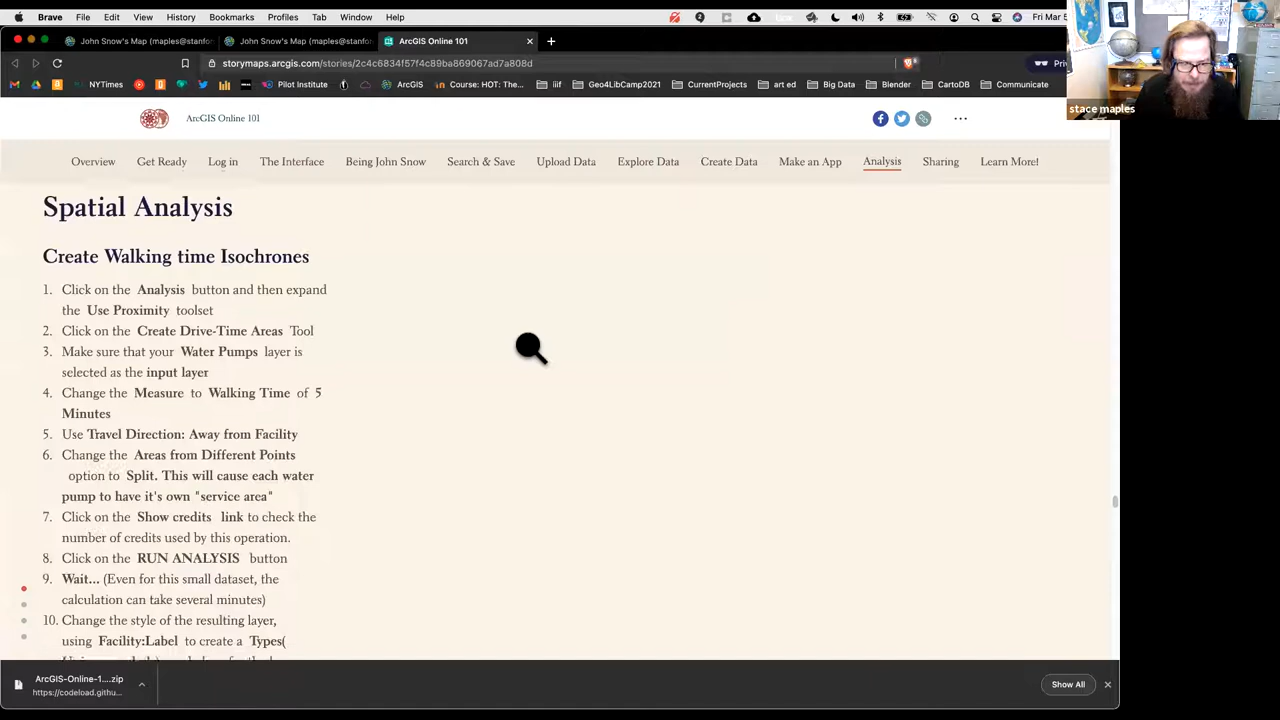 Brave File Edit View History Bookmarks Profiles Tab Window Help Fri Mar 5
John Snow's Map (maples@stanfor John Snow's Map (maples@stanfor ArcGIS Online 101
storymaps.arcgis.com/stories/2c4c6834f57f4c89ba869067ad7a808d
NYTimes Pilot Institute ArcGIS Course: HOT: The... iiif Geo4LibCamp2021 CurrentProjects art ed Big Data Blender CartoDB Communicate
stace maples
ArcGIS Online 101
Overview Get Ready Log in The Interface Being John Snow Search & Save Upload Data Explore Data Create Data Make an App Analysis Sharing Learn More!
Spatial Analysis
Create Walking time Isochrones
1. Click on the Analysis button and then expand
the Use Proximity toolset
2. Click on the Create Drive-Time Areas Tool
3. Make sure that your Water Pumps layer is
selected as the input layer
4. Change the Measure to Walking Time of 5
Minutes
5. Use Travel Direction: Away from Facility
6. Change the Areas from Different Points
option to Split. This will cause each water
pump to have it's own "service area"
7. Click on the Show credits link to check the
number of credits used by this operation.
8. Click on the RUN ANALYSIS button
9. Wait... (Even for this small dataset, the
calculation can take several minutes)
10. Change the style of the resulting layer,
using Facility:Label to create a Types(
ArcGIS-Online-1....zip
https://codeload.githu...
Show All